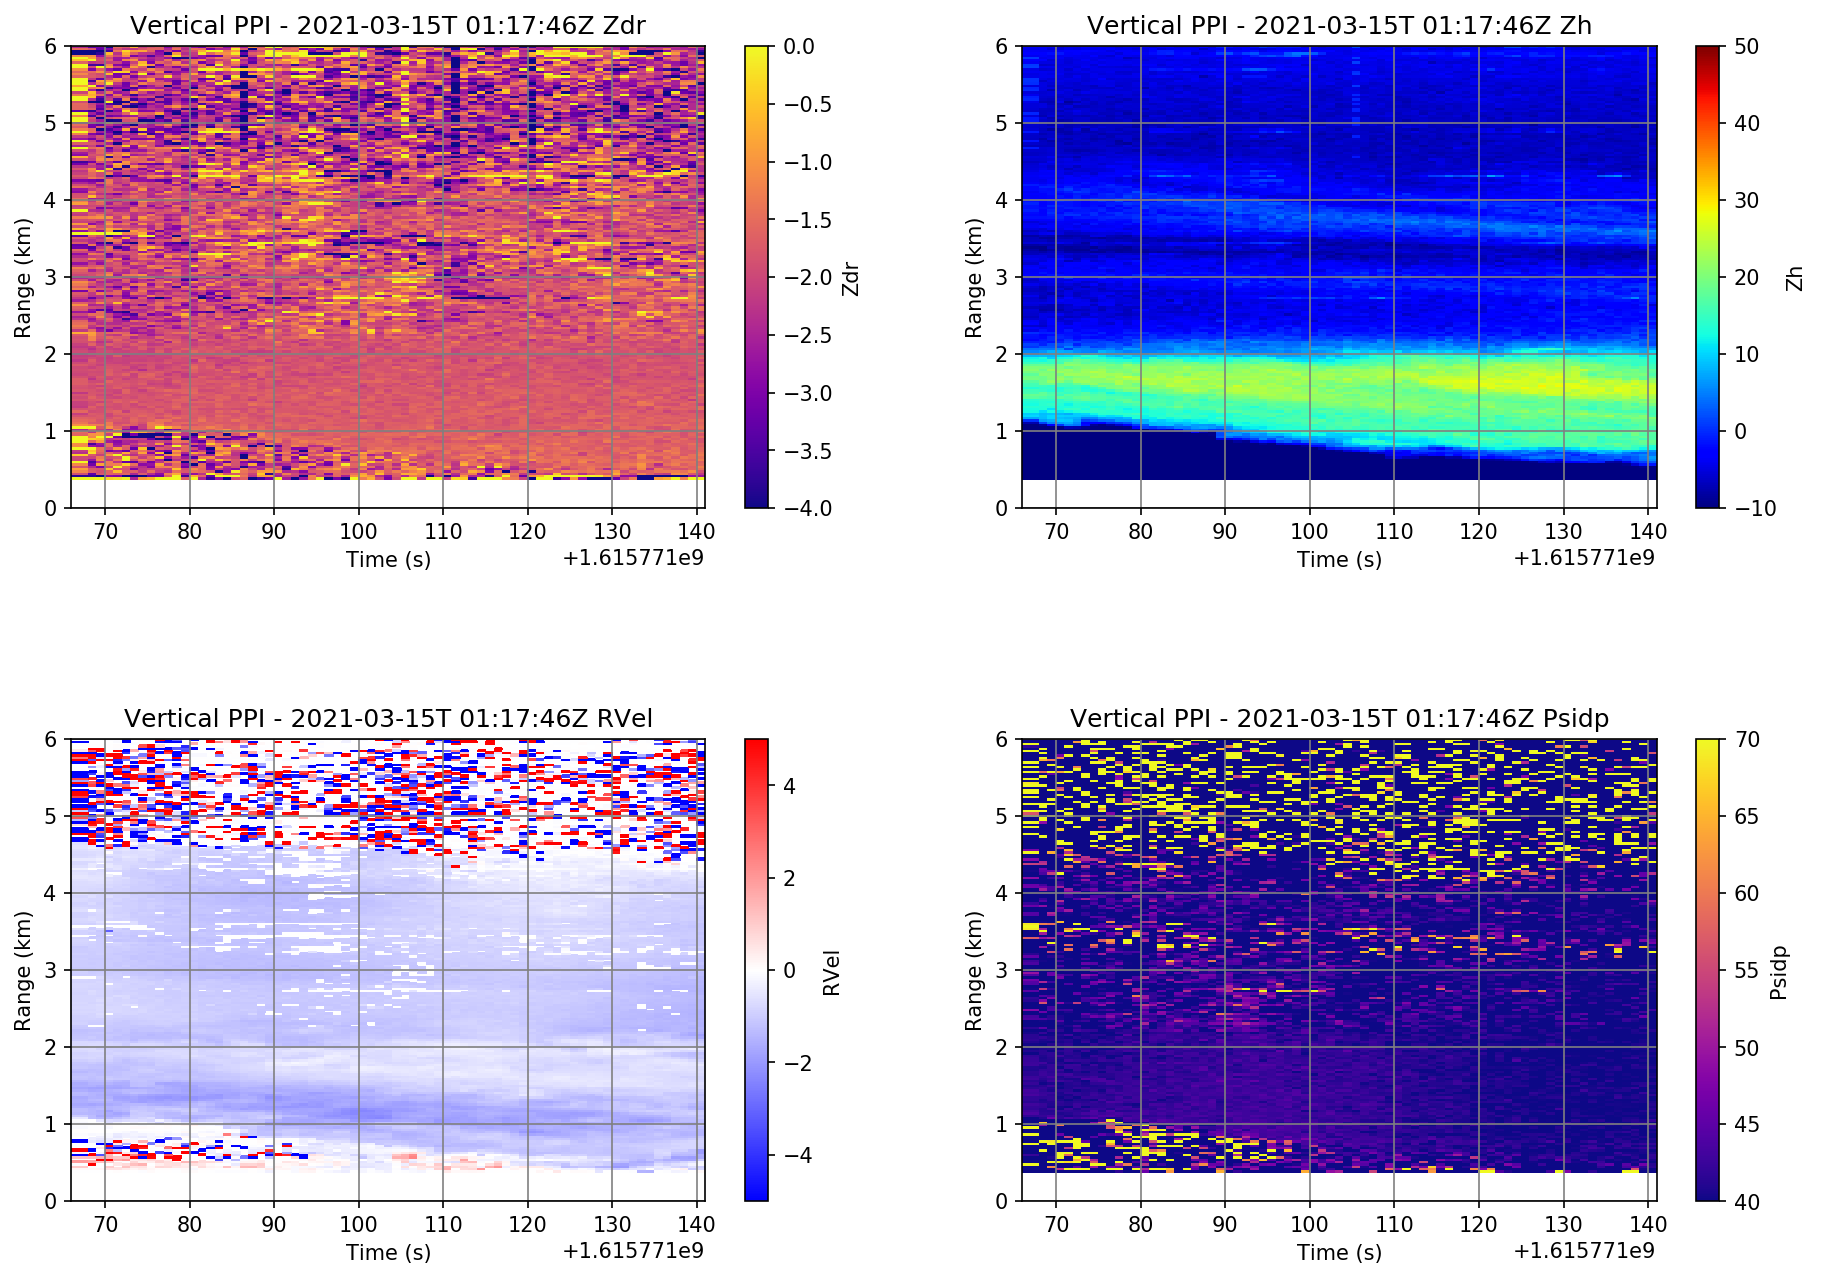 Vertical PPI - 2021-03-15T 01:17:46Z Zdr
6
5
4
3
2
1
0
Range (km)
70 80 90 100 110 120 130 140
Time (s)
+1.615771e9
0.0
−0.5
−1.0
−1.5
−2.0
−2.5
−3.0
−3.5
−4.0
Zdr
Vertical PPI - 2021-03-15T 01:17:46Z Zh
6
5
4
3
2
1
0
Range (km)
70 80 90 100 110 120 130 140
Time (s)
+1.615771e9
50
40
30
20
10
0
−10
Zh
Vertical PPI - 2021-03-15T 01:17:46Z RVel
6
5
4
3
2
1
0
Range (km)
70 80 90 100 110 120 130 140
Time (s)
+1.615771e9
4
2
0
−2
−4
RVel
Vertical PPI - 2021-03-15T 01:17:46Z Psidp
6
5
4
3
2
1
0
Range (km)
70 80 90 100 110 120 130 140
Time (s)
+1.615771e9
70
65
60
55
50
45
40
Psidp